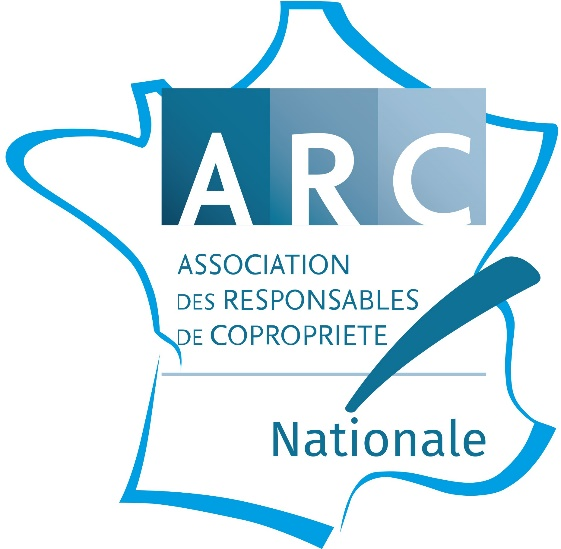 ARC
ASSOCIATION
DES RESPONSABLES
DE COPROPRIETE
Nationale